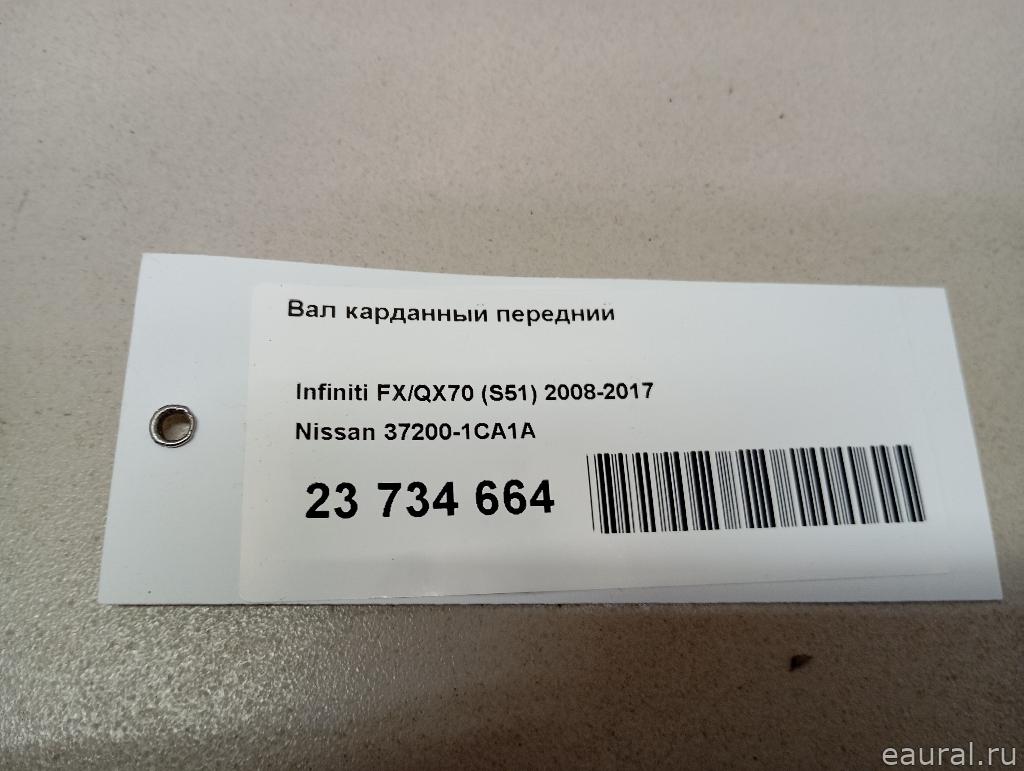 Вал карданный передний
Infiniti FX/QX70 (S51) 2008-2017
Nissan 37200-1CA1A
23 734 664
eaural.ru